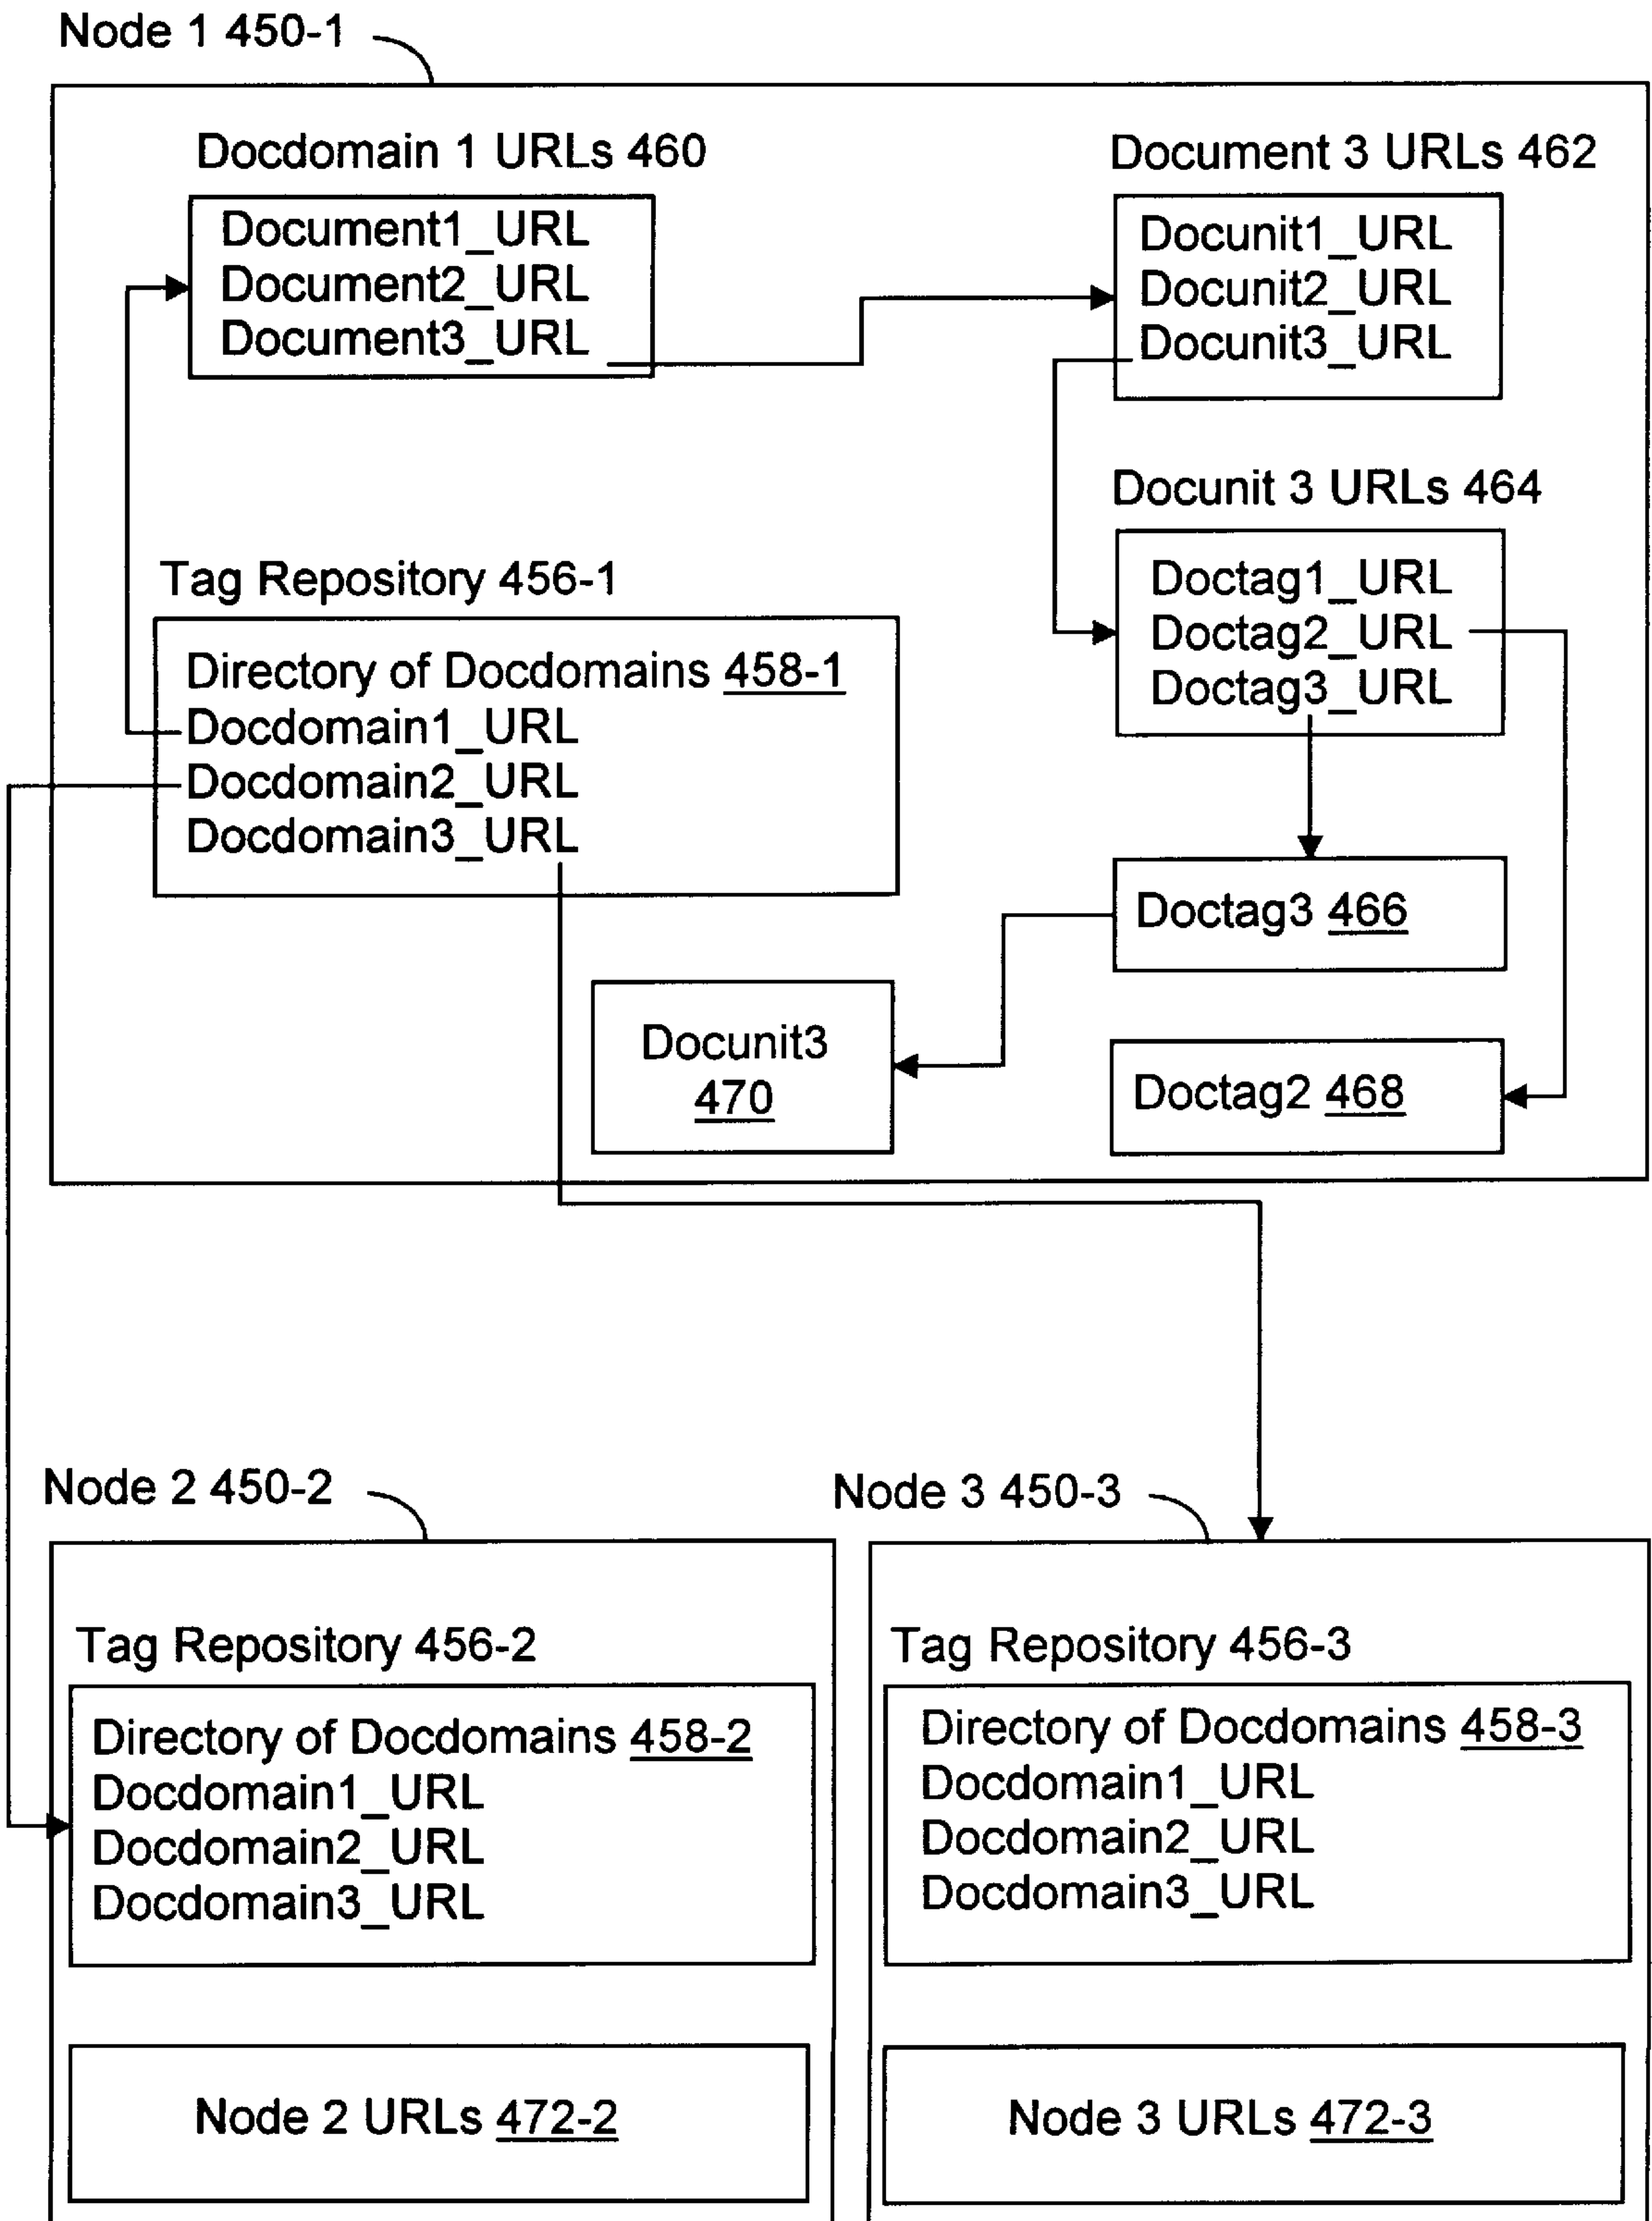 Node 1 450-1
Docdomain 1 URLs 460
Document1_URL
Document2_URL
Document3_URL
Document 3 URLs 462
Docunit1_URL
Docunit2_URL
Docunit3_URL
Docunit 3 URLs 464
Doctag1_URL
Doctag2_URL
Doctag3_URL
Tag Repository 456-1
Directory of Docdomains 458-1
Docdomain1_URL
Docdomain2_URL
Docdomain3_URL
Doctag3 466
Docunit3
470
Doctag2 468
Node 2 450-2
Tag Repository 456-2
Directory of Docdomains 458-2
Docdomain1_URL
Docdomain2_URL
Docdomain3_URL
Node 2 URLs 472-2
Node 3 450-3
Tag Repository 456-3
Directory of Docdomains 458-3
Docdomain1_URL
Docdomain2_URL
Docdomain3_URL
Node 3 URLs 472-3